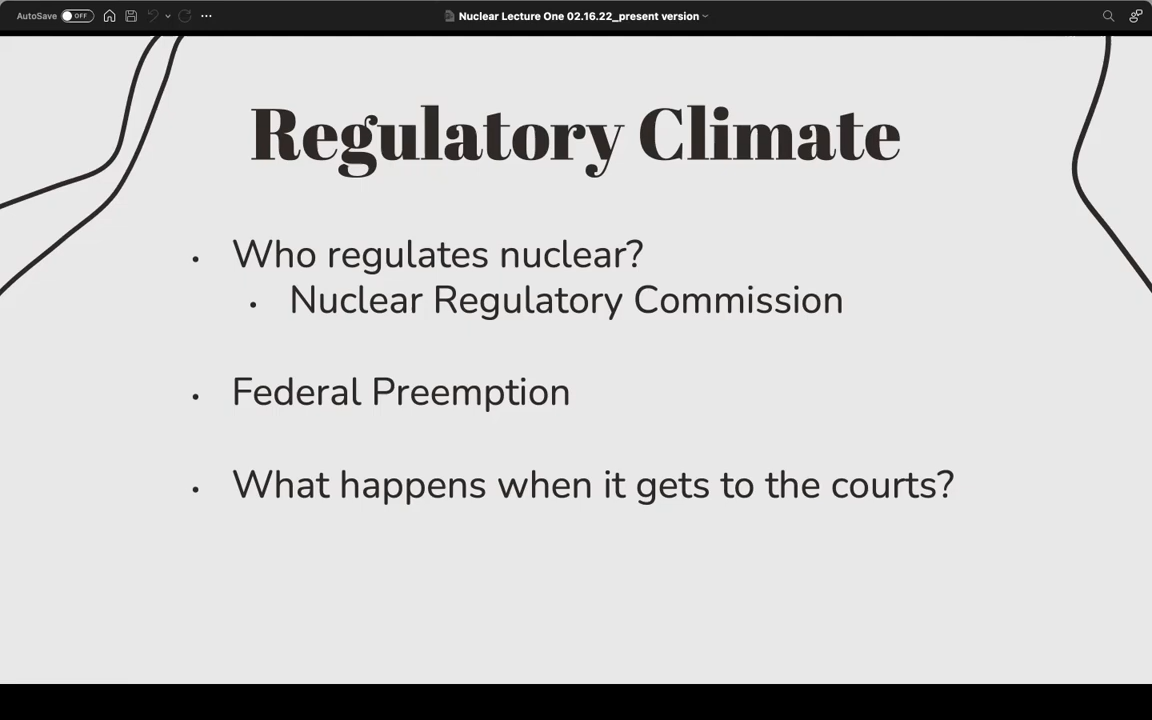 AutoSave OFF
Nuclear Lecture One 02.16.22_present version
Regulatory Climate
• Who regulates nuclear?
• Nuclear Regulatory Commission
• Federal Preemption
• What happens when it gets to the courts?